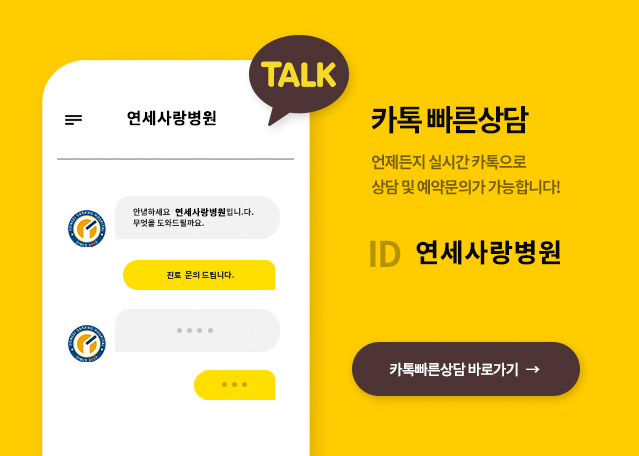 TALK
연세사랑병원
안녕하세요 연세사랑병원입니.다.
무엇을 도와드릴까요.
진료 문의 드립니다.
카톡 빠른상담
언제든지 실시간 카톡으로
상담 및 예약문의가 가능합니다!
ID 연세사랑병원
카톡빠른상담 바로가기 →